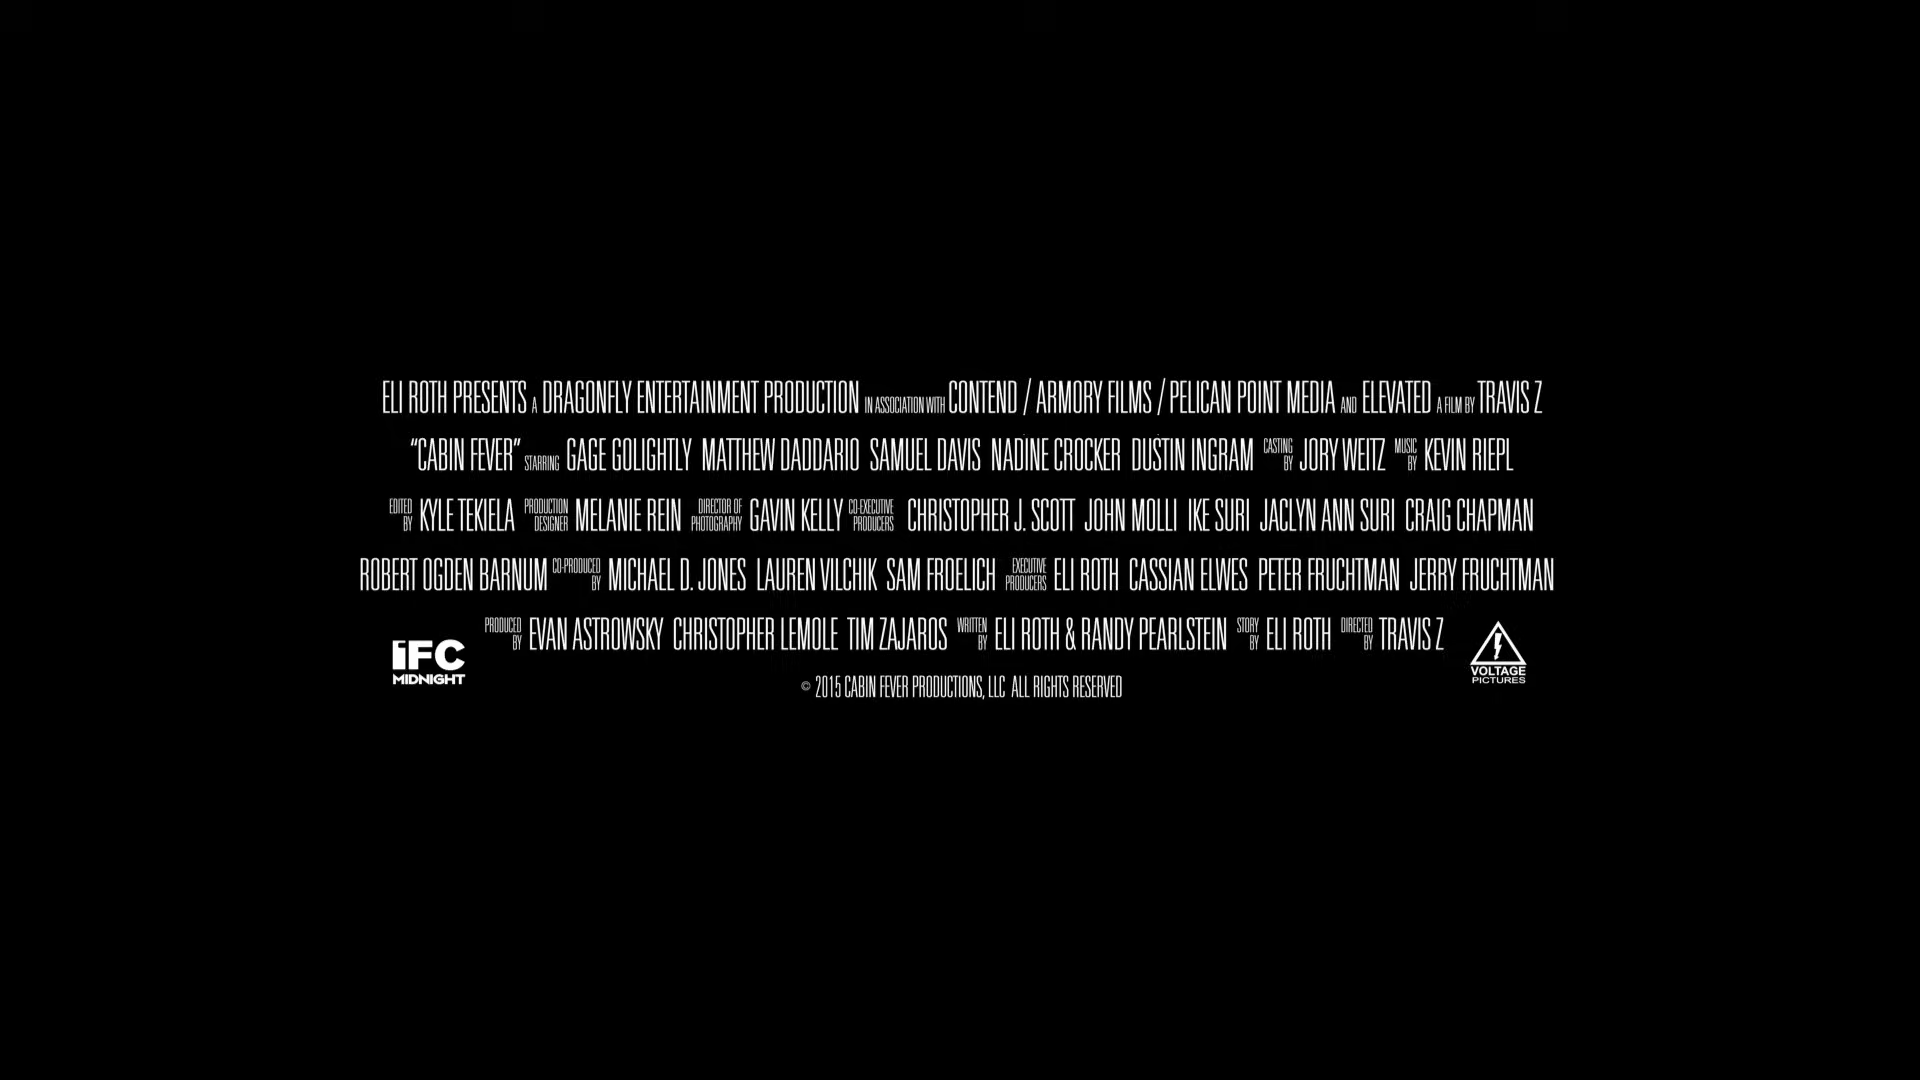 ELI ROTH PRESENTS A DRAGONFLY ENTERTAINMENT PRODUCTION IN ASSOCIATION WITH CONTEND / ARMORY FILMS / PELICAN POINT MEDIA AND ELEVATED A FILM BY TRAVIS Z
“CABIN FEVER” STARRING GAGE GOLIGHTLY MATTHEW DADDARIO SAMUEL DAVIS NADINE CROCKER DUSTIN INGRAM CASTING BY JORY WEITZ MUSIC BY KEVIN RIEPL
EDITED BY KYLE TEKIELA PRODUCTION DESIGNER MELANIE REIN DIRECTOR OF PHOTOGRAPHY GAVIN KELLY CO-EXECUTIVE PRODUCERS CHRISTOPHER J. SCOTT JOHN MOLLI IKE SURI JACLYN ANN SURI CRAIG CHAPMAN
ROBERT OGDEN BARNUM CO-PRODUCED BY MICHAEL D. JONES LAUREN VILCHIK SAM FROELICH EXECUTIVE PRODUCERS ELI ROTH CASSIAN ELWES PETER FRUCHTMAN JERRY FRUCHTMAN
PRODUCED BY EVAN ASTROWSKY CHRISTOPHER LEMOLE TIM ZAJAROS WRITTEN BY ELI ROTH & RANDY PEARLSTEIN STORY BY ELI ROTH DIRECTED BY TRAVIS Z
iFC
MIDNIGHT
VOLTAGE
PICTURES
© 2015 CABIN FEVER PRODUCTIONS, LLC ALL RIGHTS RESERVED